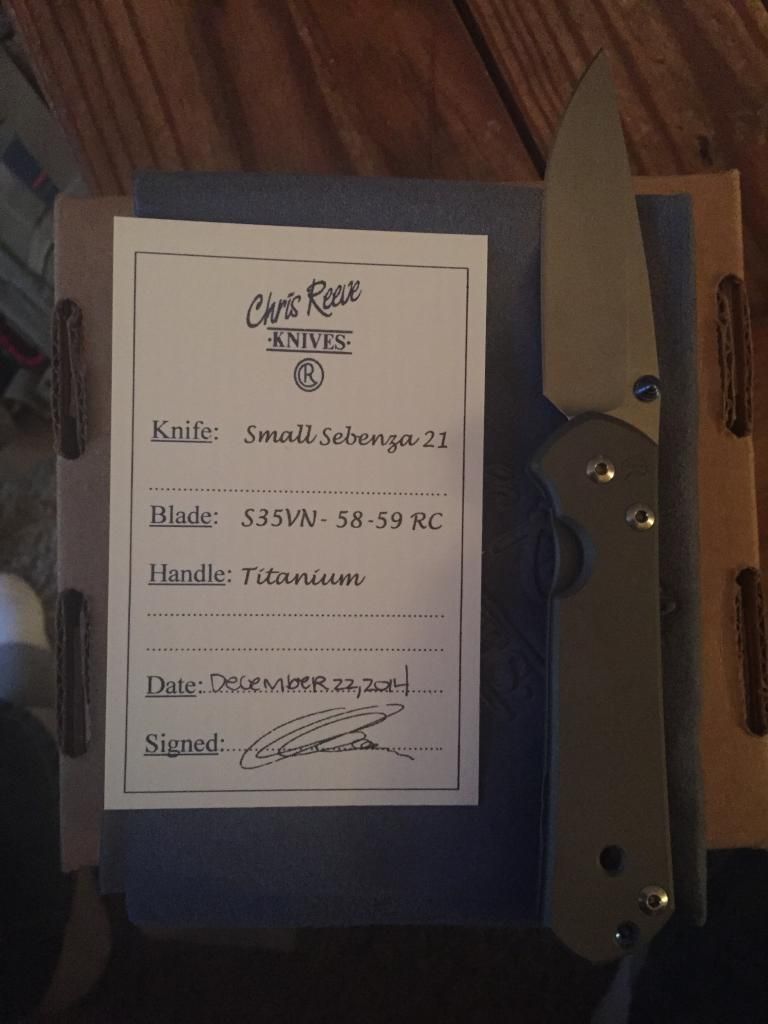 Chris Reeve
·KNIVES·
®
Knife: Small Sebenza 21
Blade: S35VN- 58-59 RC
Handle: Titanium
Date: December 22, 2014
Signed: